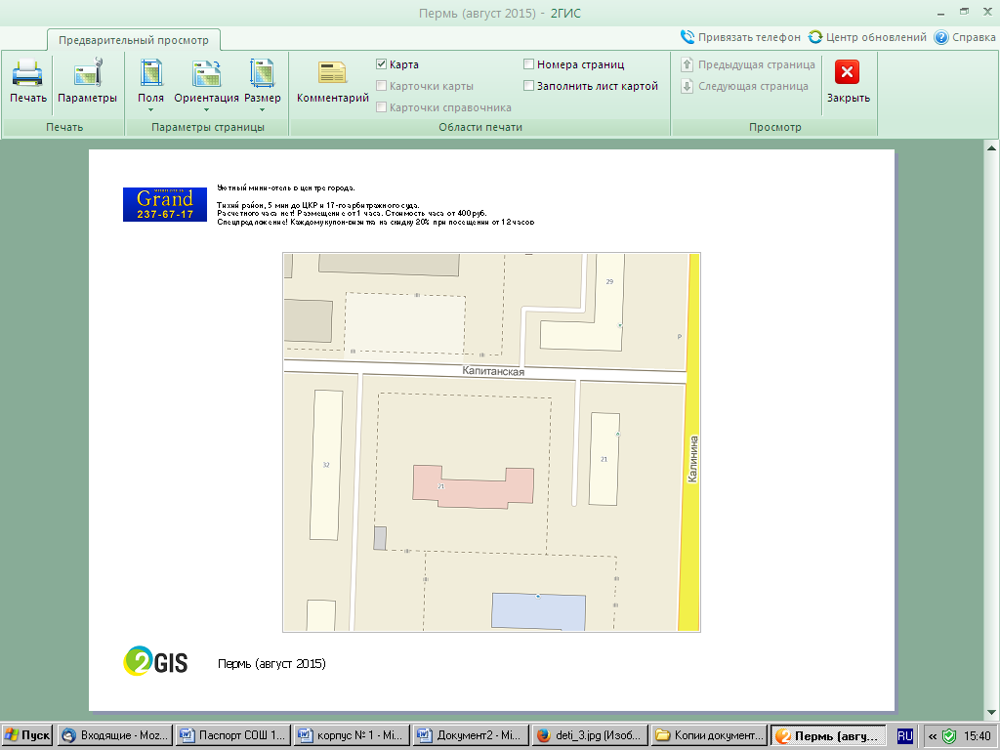 Пермь (август 2015) - 2ГИС
Предварительный просмотр
Привязать телефон
Центр обновлений
Справка
Печать
Параметры
Поля
Ориентация
Размер
Комментарий
Карта
Карточки карты
Карточки справочника
Номера страниц
Заполнить лист картой
Предыдущая страница
Следующая страница
Закрыть
Печать
Параметры страницы
Области печати
Просмотр
Grand
237-67-17
Уютный мини-отель в центре города.
Тихий район, 5 мин до ЦКР и 17-го арбитражного суда.
Расчетного часа нет! Размещение от 1 часа. Стоимость часа от 400 руб.
Спецпредложение! Каждому купон-визитка на скидку 20% при посещении от 12 часов
29
P
Капитанская
32
21
21
Калинина
2GIS
Пермь (август 2015)
Пуск
Входящие - Moz...
Паспорт СОШ 1...
корпус № 1 - Mi...
Документ2 - Mi...
deti_3.jpg (Изоб...
Копии документ...
Пермь (авгу...
RU
«
15:40